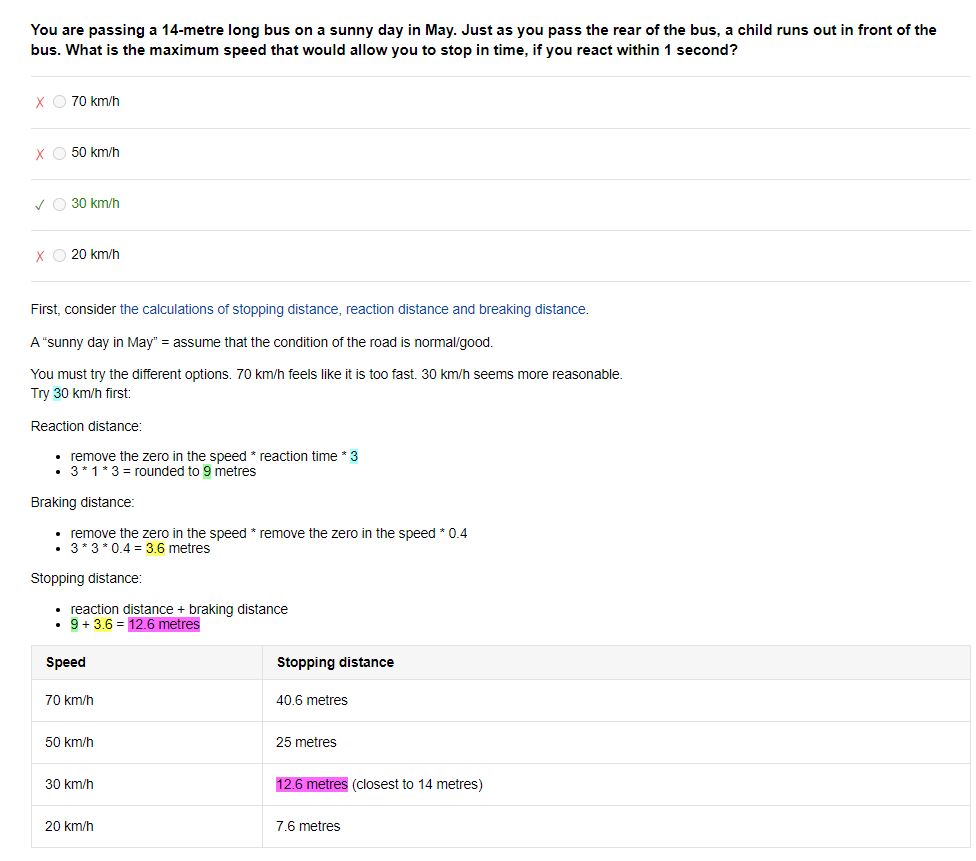 You are passing a 14-metre long bus on a sunny day in May. Just as you pass the rear of the bus, a child runs out in front of the
bus. What is the maximum speed that would allow you to stop in time, if you react within 1 second?
70 km/h
50 km/h
30 km/h
20 km/h
First, consider the calculations of stopping distance, reaction distance and breaking distance.
A “sunny day in May” = assume that the condition of the road is normal/good.
You must try the different options. 70 km/h feels like it is too fast. 30 km/h seems more reasonable.
Try 30 km/h first:
Reaction distance:
• remove the zero in the speed * reaction time * 3
• 3 * 1 * 3 = rounded to 9 metres
Braking distance:
• remove the zero in the speed * remove the zero in the speed * 0.4
• 3 * 3 * 0.4 = 3.6 metres
Stopping distance:
• reaction distance + braking distance
• 9 + 3.6 = 12.6 metres
Speed Stopping distance
70 km/h 40.6 metres
50 km/h 25 metres
30 km/h 12.6 metres (closest to 14 metres)
20 km/h 7.6 metres